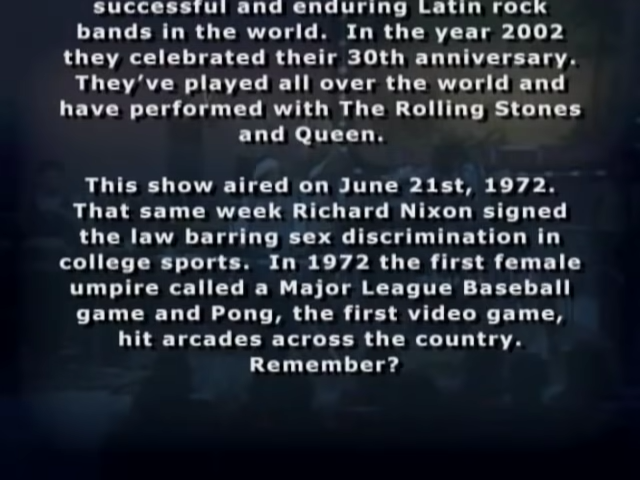 successful and enduring Latin rock
bands in the world. In the year 2002
they celebrated their 30th anniversary.
They've played all over the world and
have performed with The Rolling Stones
and Queen.
This show aired on June 21st, 1972.
That same week Richard Nixon signed
the law barring sex discrimination in
college sports. In 1972 the first female
umpire called a Major League Baseball
game and Pong, the first video game,
hit arcades across the country.
Remember?